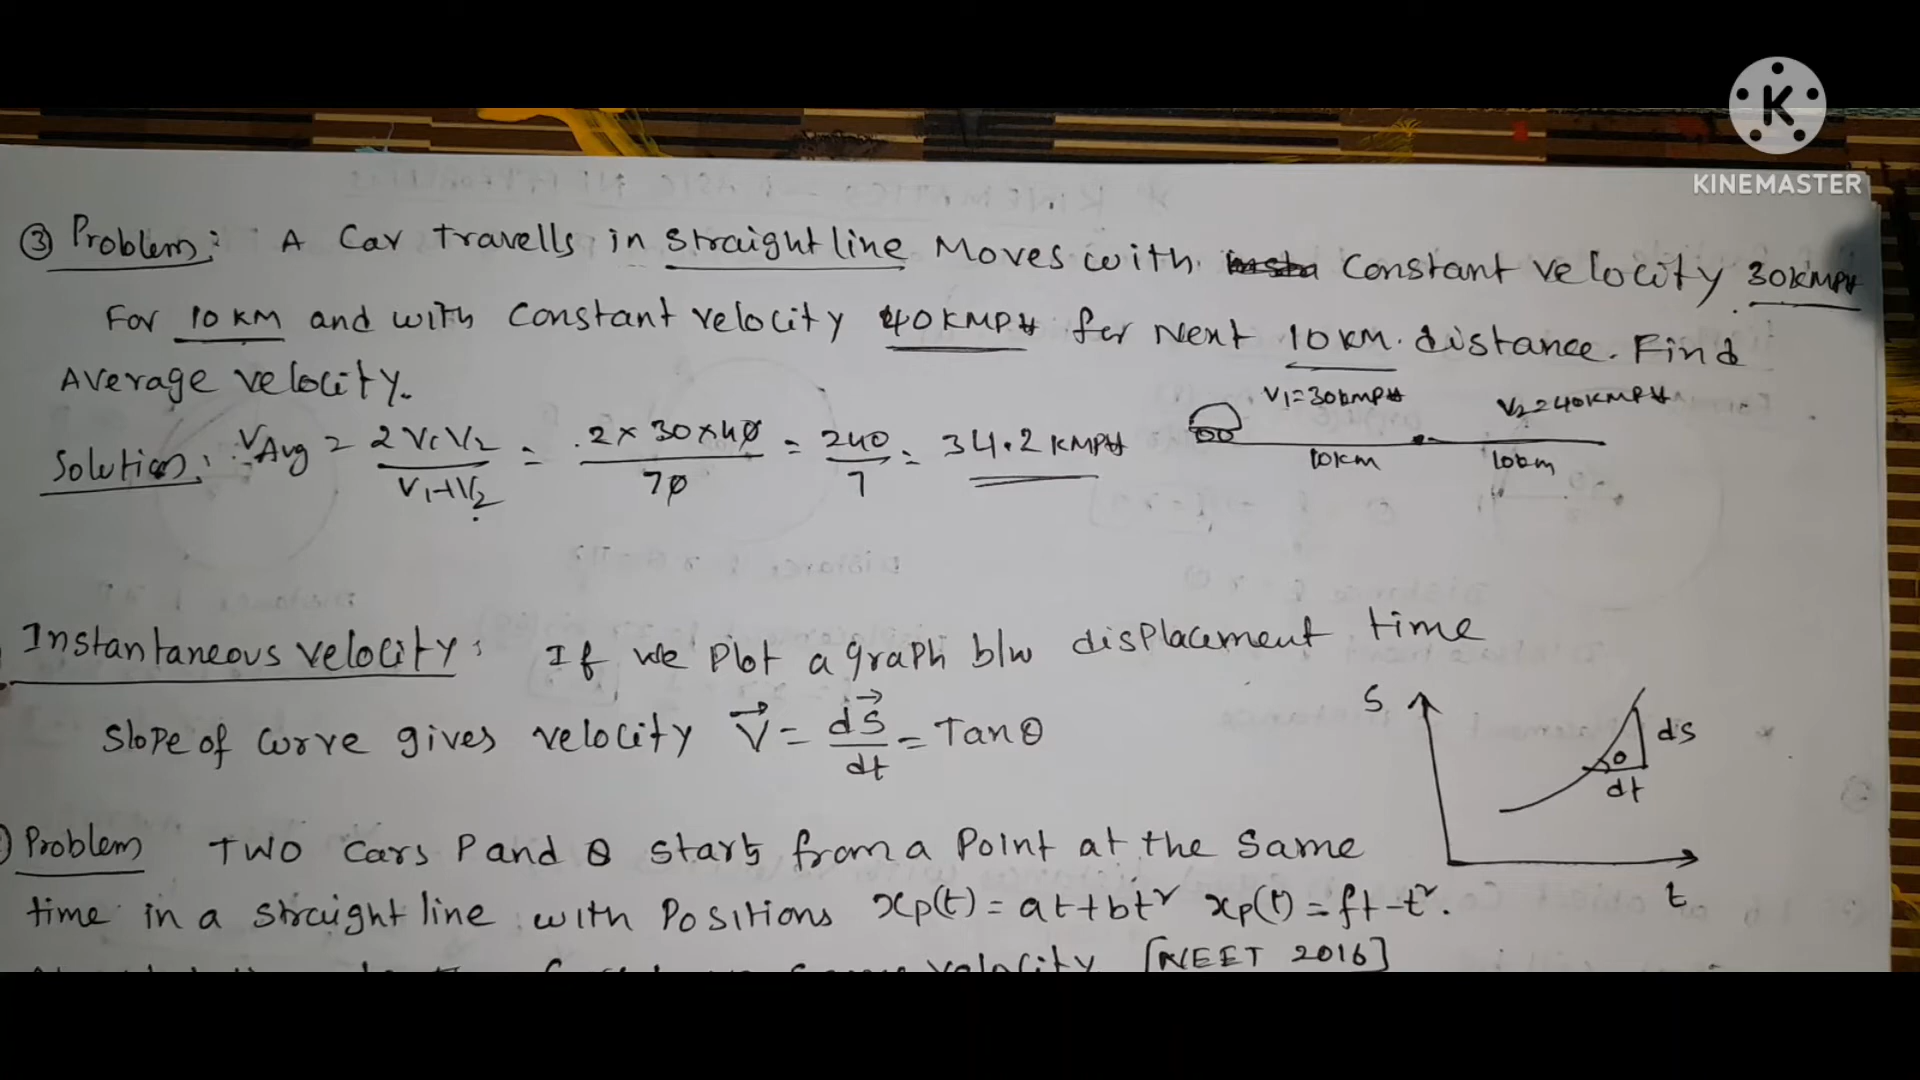 KINEMASTER
③ Problem: A Car travells in straight line Moves with Constant velocity 30KMPH
For 10 KM and with Constant velocity 40KMPH for Next 10KM. distance. Find
Average velocity.
V1=30kmPH V2=40KMPH
10km 10km
Solution: VAvg = 2V1V2/V1+V2 = 2×30×40/70 = 240/7 = 34.2 KMPH
Instantaneous velocity: If we Plot a graph b/w displacement time
Slope of Curve gives velocity V⃗ = ds⃗/dt = Tanθ
S ds
θ
dt
t
Problem TWO Cars P and Q starts from a Point at the Same
time in a straight line with Positions xp(t) = at+bt² xp(t) = ft-t².
velocity [NEET 2016]